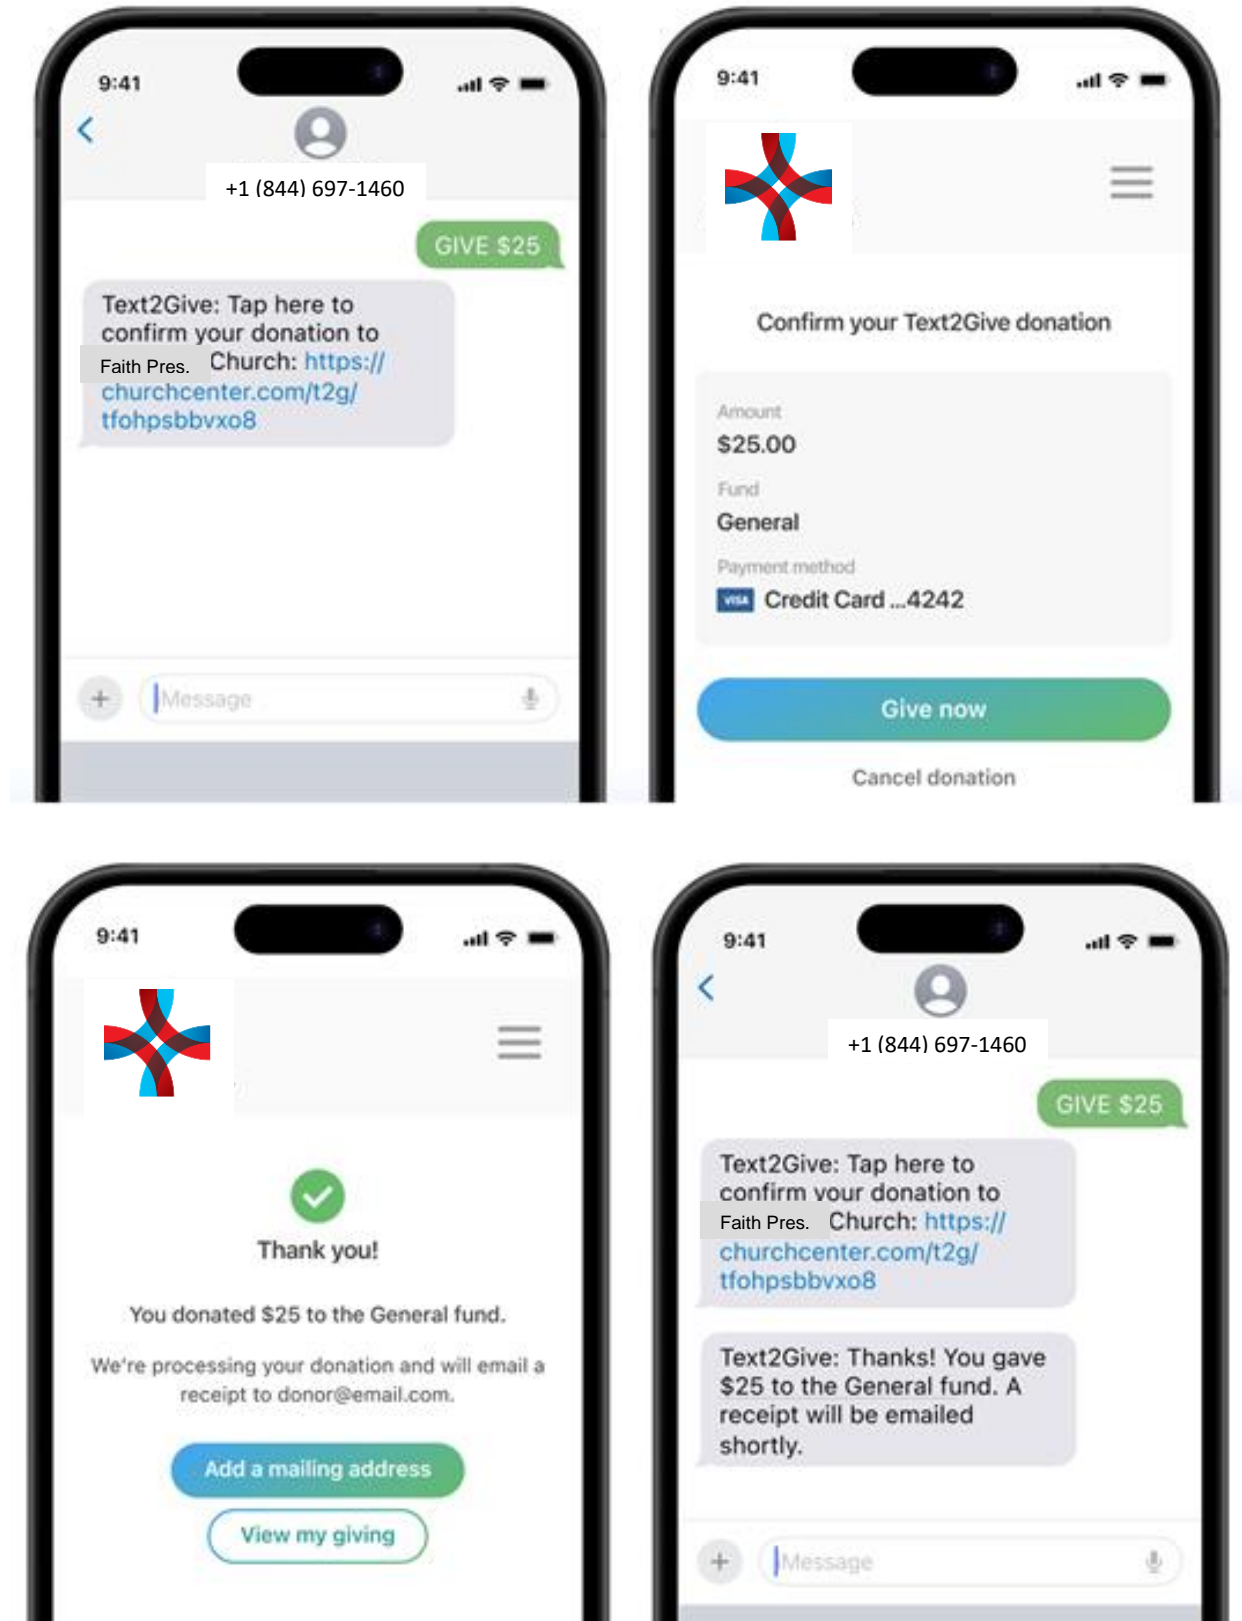 9:41
+1 (844) 697-1460
GIVE $25
Text2Give: Tap here to
confirm your donation to
Faith Pres. Church: https://
churchcenter.com/t2g/
tfohpsbbvxo8
Message
9:41
Confirm your Text2Give donation
Amount
$25.00
Fund
General
Payment method
VISA Credit Card ...4242
Give now
Cancel donation
9:41
Thank you!
You donated $25 to the General fund.
We're processing your donation and will email a
receipt to donor@email.com.
Add a mailing address
View my giving
9:41
+1 (844) 697-1460
GIVE $25
Text2Give: Tap here to
confirm your donation to
Faith Pres. Church: https://
churchcenter.com/t2g/
tfohpsbbvxo8
Text2Give: Thanks! You gave
$25 to the General fund. A
receipt will be emailed
shortly.
Message